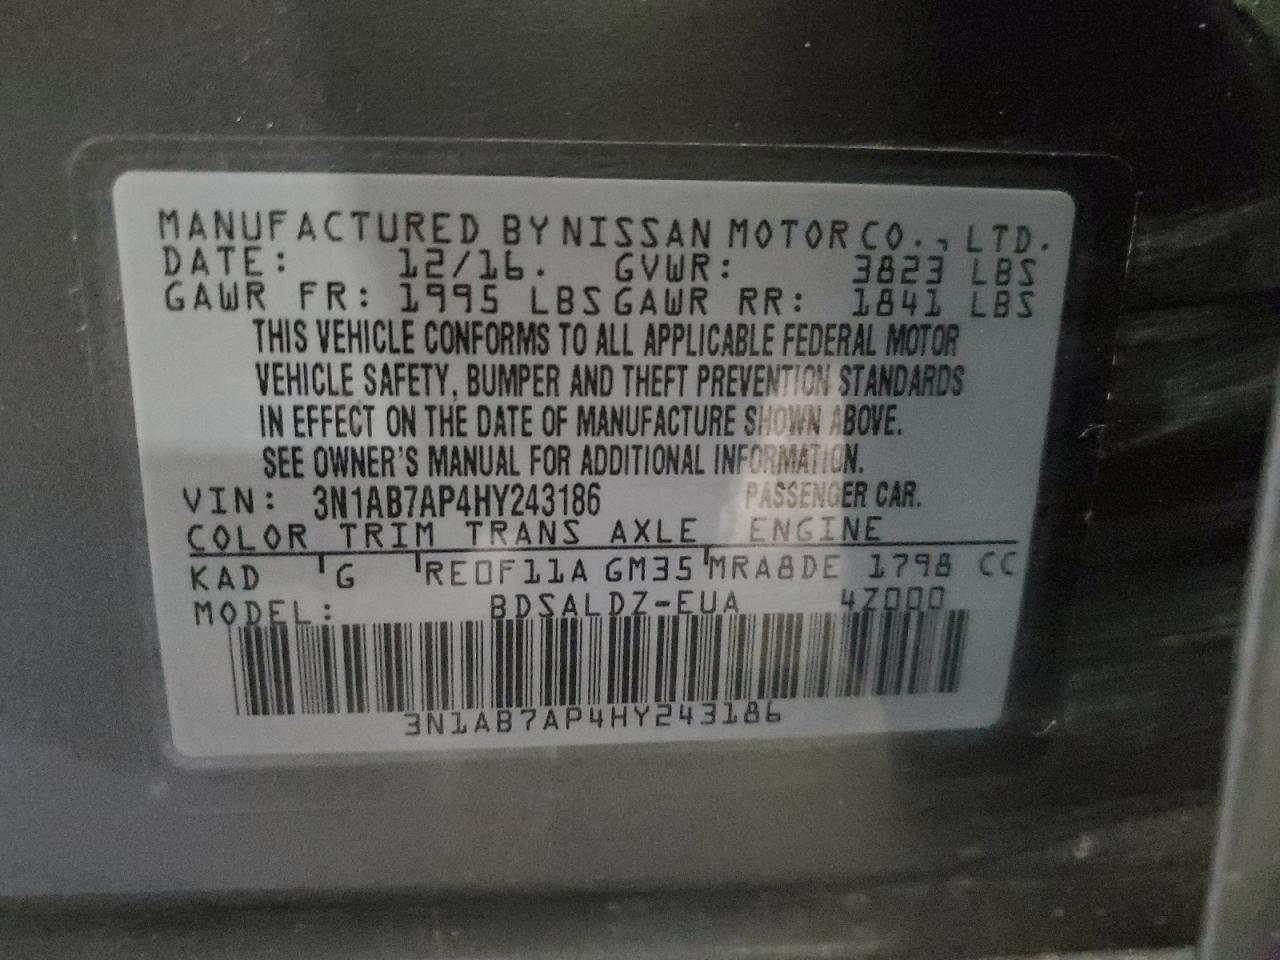 MANUFACTURED BY NISSAN MOTOR CO., LTD.
DATE: 12/16. GVWR: 3823 LBS
GAWR FR: 1995 LBS GAWR RR: 1841 LBS
THIS VEHICLE CONFORMS TO ALL APPLICABLE FEDERAL MOTOR
VEHICLE SAFETY, BUMPER AND THEFT PREVENTION STANDARDS
IN EFFECT ON THE DATE OF MANUFACTURE SHOWN ABOVE.
SEE OWNER'S MANUAL FOR ADDITIONAL INFORMATION.
VIN: 3N1AB7AP4HY243186 PASSENGER CAR.
COLOR TRIM TRANS AXLE ENGINE
KAD G RE0F11A GM35 MRA8DE 1798 CC
MODEL: BDSALDZ-EUA 4Z000
3N1AB7AP4HY243186